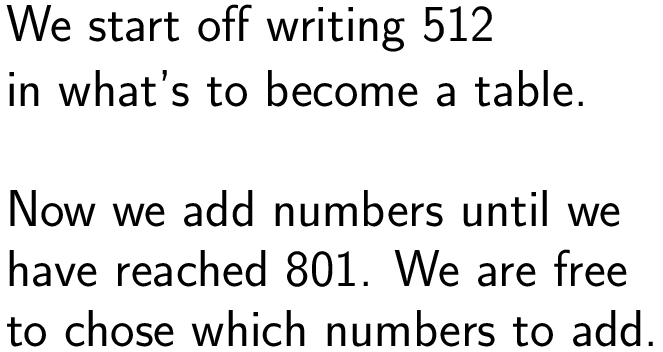 We start off writing 512
in what's to become a table.
Now we add numbers until we
have reached 801. We are free
to chose which numbers to add.